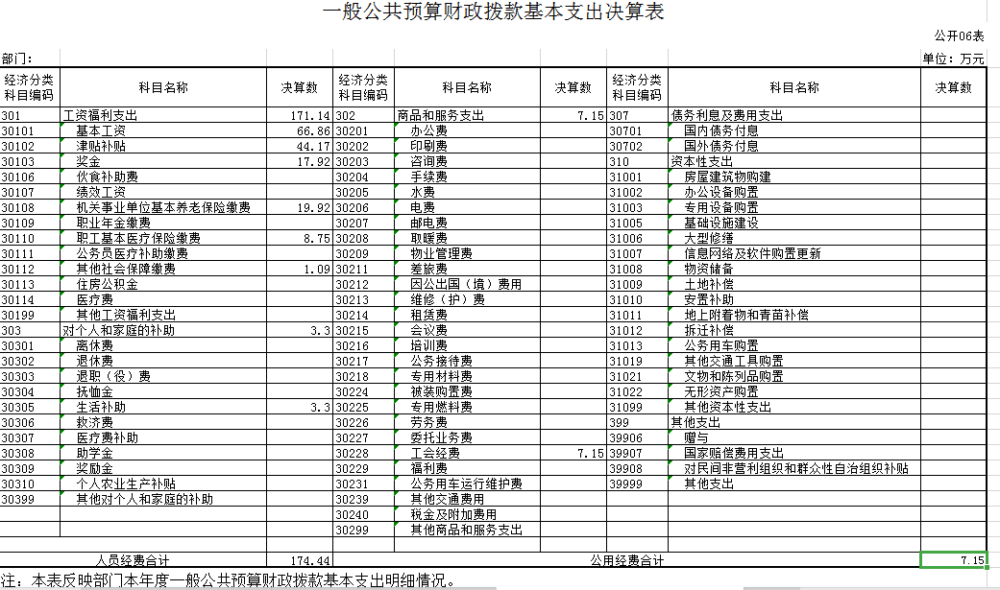 一般公共预算财政拨款基本支出决算表
公开06表
部门： 单位：万元
经济分类科目编码 科目名称 决算数 经济分类科目编码 科目名称 决算数 经济分类科目编码 科目名称 决算数
301 工资福利支出 171.14 302 商品和服务支出 7.15 307 债务利息及费用支出
30101 基本工资 66.86 30201 办公费 30701 国内债务付息
30102 津贴补贴 44.17 30202 印刷费 30702 国外债务付息
30103 奖金 17.92 30203 咨询费 310 资本性支出
30106 伙食补助费 30204 手续费 31001 房屋建筑物购建
30107 绩效工资 30205 水费 31002 办公设备购置
30108 机关事业单位基本养老保险缴费 19.92 30206 电费 31003 专用设备购置
30109 职业年金缴费 30207 邮电费 31005 基础设施建设
30110 职工基本医疗保险缴费 8.75 30208 取暖费 31006 大型修缮
30111 公务员医疗补助缴费 30209 物业管理费 31007 信息网络及软件购置更新
30112 其他社会保障缴费 1.09 30211 差旅费 31008 物资储备
30113 住房公积金 30212 因公出国（境）费用 31009 土地补偿
30114 医疗费 30213 维修（护）费 31010 安置补助
30199 其他工资福利支出 30214 租赁费 31011 地上附着物和青苗补偿
303 对个人和家庭的补助 3.3 30215 会议费 31012 拆迁补偿
30301 离休费 30216 培训费 31013 公务用车购置
30302 退休费 30217 公务接待费 31019 其他交通工具购置
30303 退职（役）费 30218 专用材料费 31021 文物和陈列品购置
30304 抚恤金 30224 被装购置费 31022 无形资产购置
30305 生活补助 3.3 30225 专用燃料费 31099 其他资本性支出
30306 救济费 30226 劳务费 399 其他支出
30307 医疗费补助 30227 委托业务费 39906 赠与
30308 助学金 30228 工会经费 7.15 39907 国家赔偿费用支出
30309 奖励金 30229 福利费 39908 对民间非营利组织和群众性自治组织补贴
30310 个人农业生产补贴 30231 公务用车运行维护费 39999 其他支出
30399 其他对个人和家庭的补助 30239 其他交通费用
30240 税金及附加费用
30299 其他商品和服务支出
人员经费合计 174.44 公用经费合计 7.15
注：本表反映部门本年度一般公共预算财政拨款基本支出明细情况。